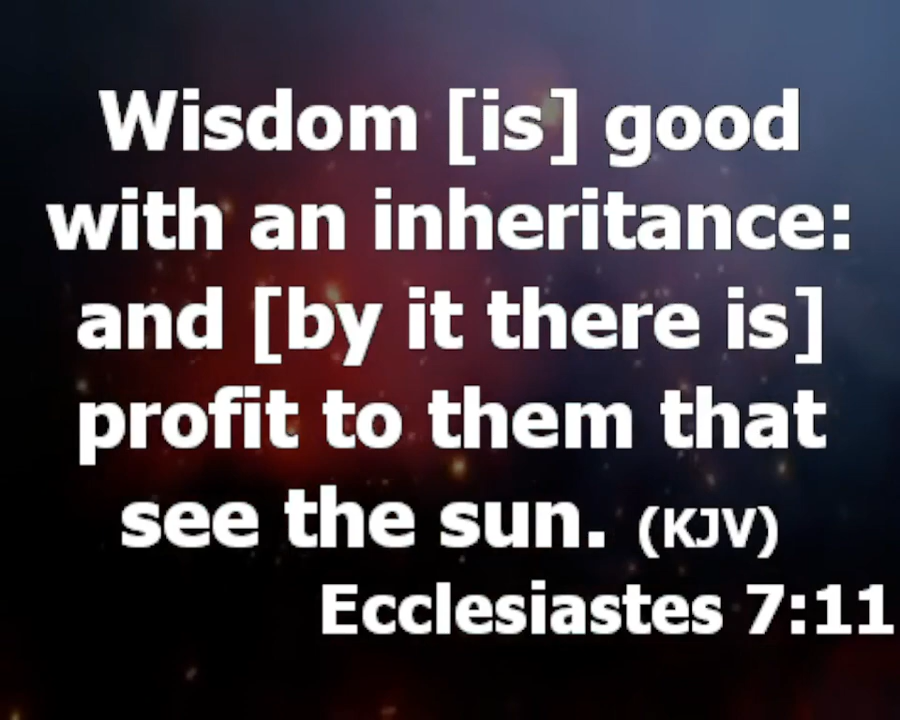 Wisdom [is] good
with an inheritance:
and [by it there is]
profit to them that
see the sun. (KJV)
Ecclesiastes 7:11